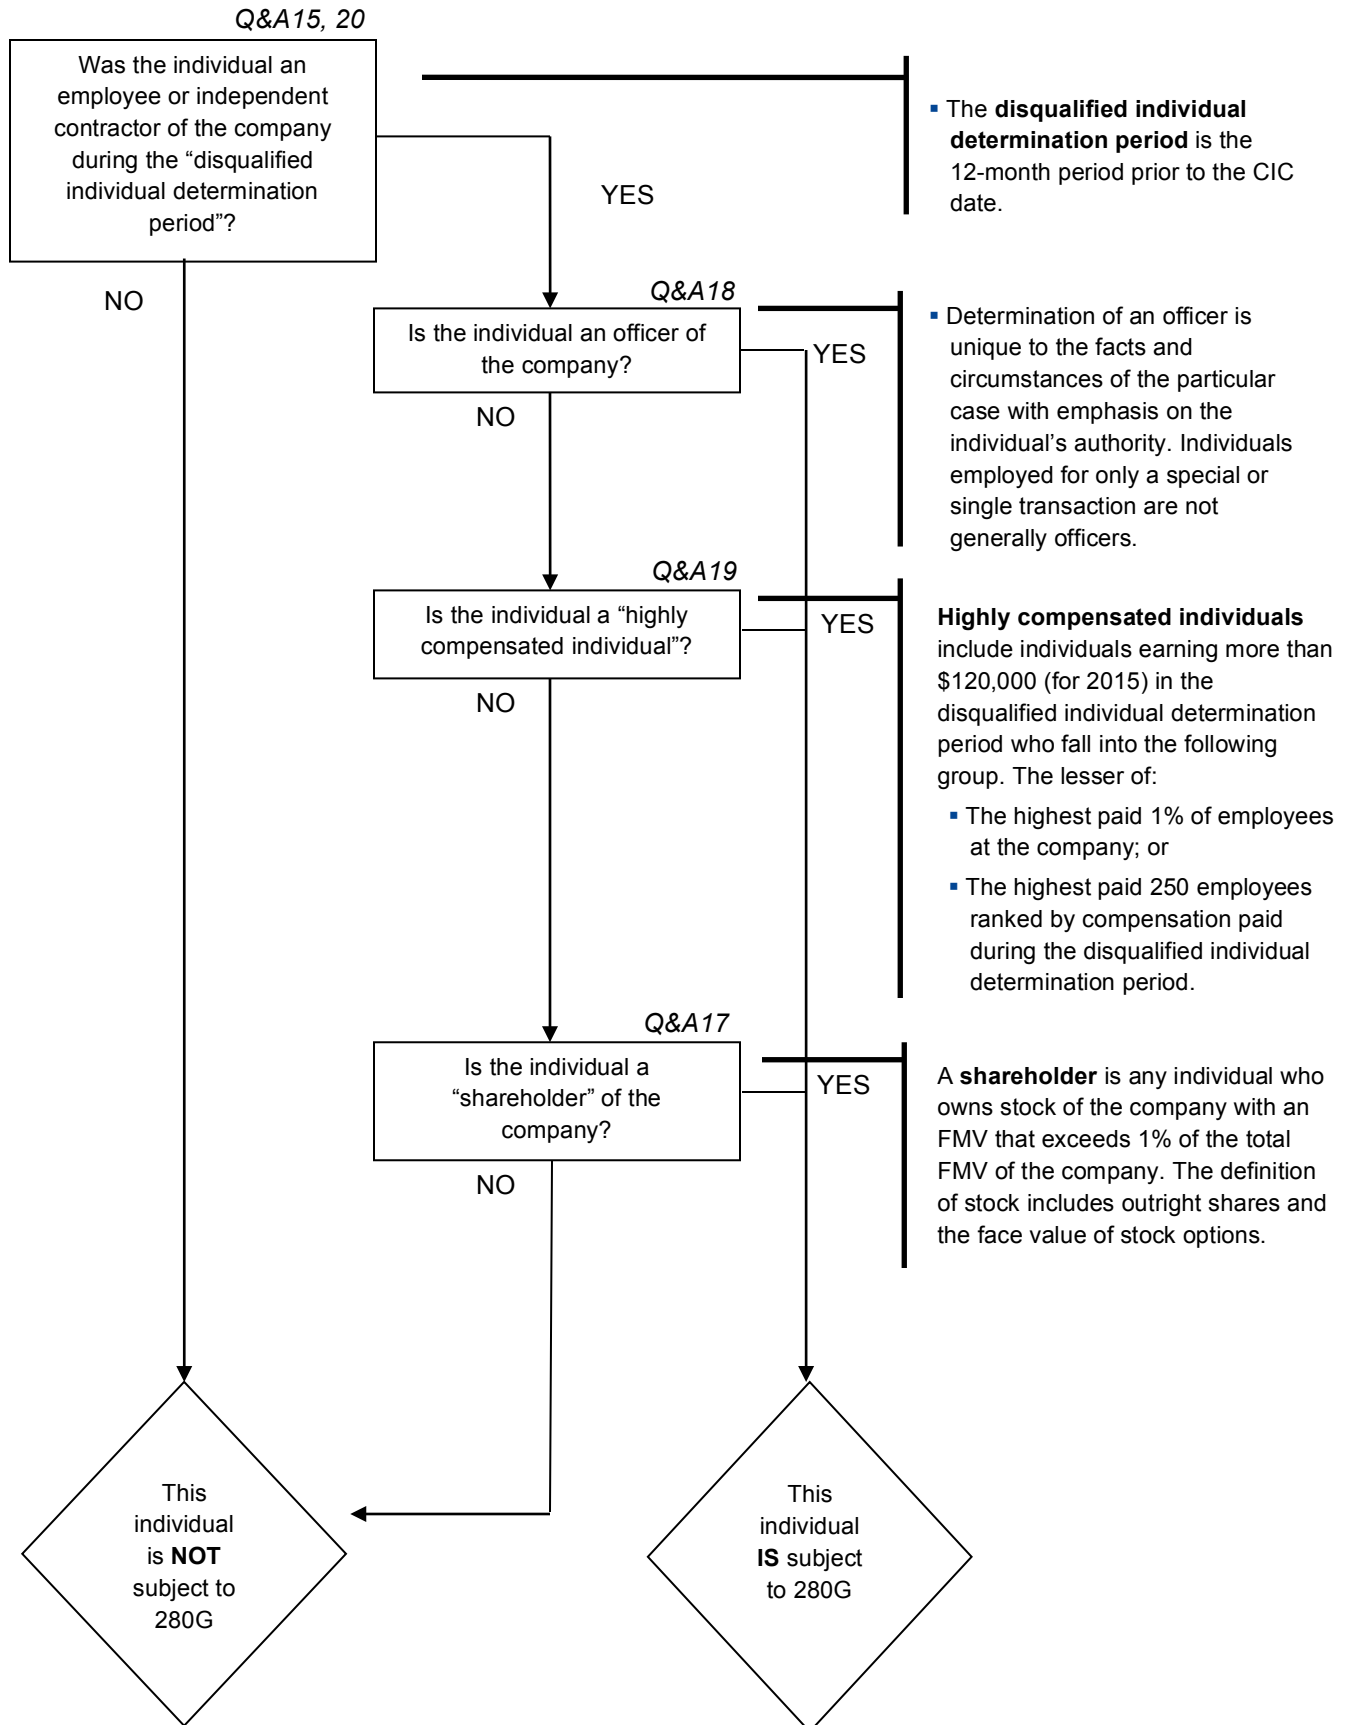 Q&A15, 20
Was the individual an
employee or independent
contractor of the company
during the “disqualified
individual determination
period”?
YES
NO
▪ The disqualified individual
determination period is the
12-month period prior to the CIC
date.
Q&A18
Is the individual an officer of
the company?
YES
NO
▪ Determination of an officer is
unique to the facts and
circumstances of the particular
case with emphasis on the
individual’s authority. Individuals
employed for only a special or
single transaction are not
generally officers.
Q&A19
Is the individual a “highly
compensated individual”?
YES
NO
Highly compensated individuals
include individuals earning more than
$120,000 (for 2015) in the
disqualified individual determination
period who fall into the following
group. The lesser of:
▪ The highest paid 1% of employees
at the company; or
▪ The highest paid 250 employees
ranked by compensation paid
during the disqualified individual
determination period.
Q&A17
Is the individual a
“shareholder” of the
company?
YES
NO
A shareholder is any individual who
owns stock of the company with an
FMV that exceeds 1% of the total
FMV of the company. The definition
of stock includes outright shares and
the face value of stock options.
This
individual
is NOT
subject to
280G
This
individual
IS subject
to 280G